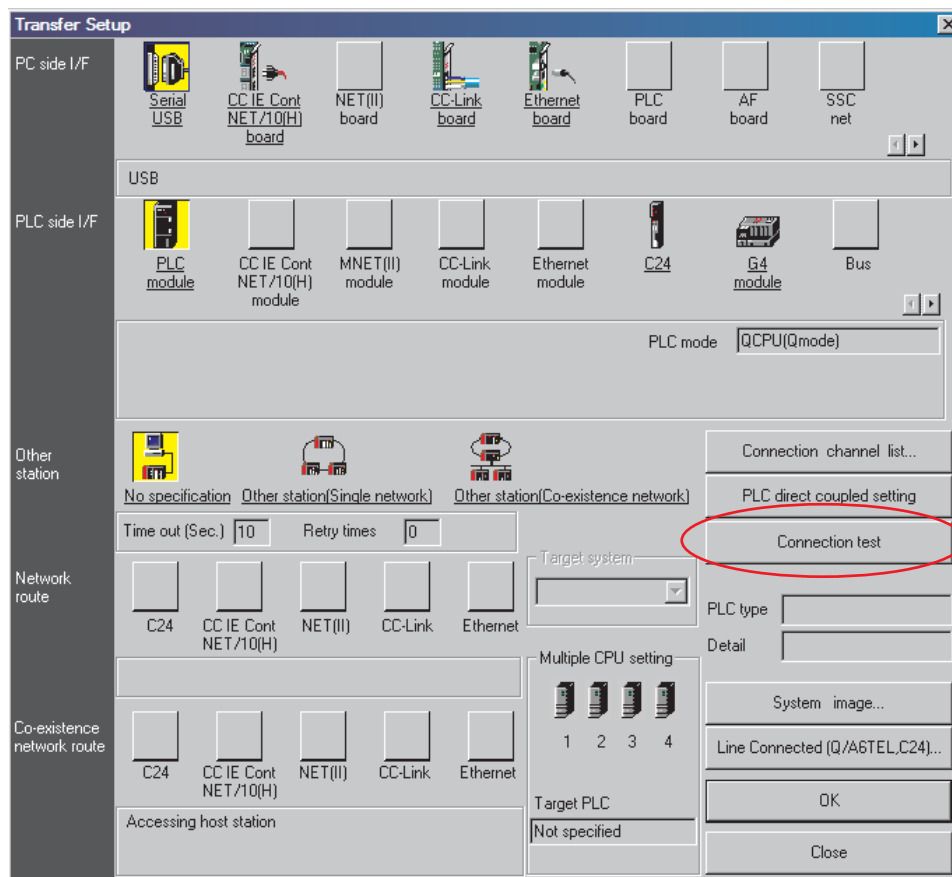 Transfer Setup
PC side I/F
Serial
USB
CC IE Cont
NET/10(H)
board
NET(II)
board
CC-Link
board
Ethernet
board
PLC
board
AF
board
SSC
net
USB
PLC side I/F
PLC
module
CC IE Cont
NET/10(H)
module
MNET(II)
module
CC-Link
module
Ethernet
module
C24
G4
module
Bus
PLC mode QCPU(Qmode)
Other
station
No specification
Other station(Single network)
Other station(Co-existence network)
Connection channel list...
PLC direct coupled setting
Time out (Sec.) 10 Retry times 0
Connection test
Target system
Network
route
C24
CC IE Cont
NET/10(H)
NET(II)
CC-Link
Ethernet
PLC type
Detail
Multiple CPU setting
1 2 3 4
System image...
Co-existence
network route
C24
CC IE Cont
NET/10(H)
NET(II)
CC-Link
Ethernet
Line Connected (Q/A6TEL,C24)...
Target PLC
Not specified
OK
Accessing host station
Close